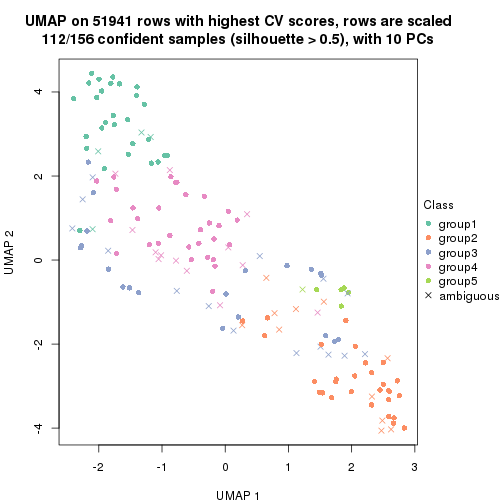 UMAP on 51941 rows with highest CV scores, rows are scaled
112/156 confident samples (silhouette > 0.5), with 10 PCs
4
2
0
-2
-4
UMAP 2
-2
-1
0
1
2
3
UMAP 1
Class
group1
group2
group3
group4
group5
ambiguous